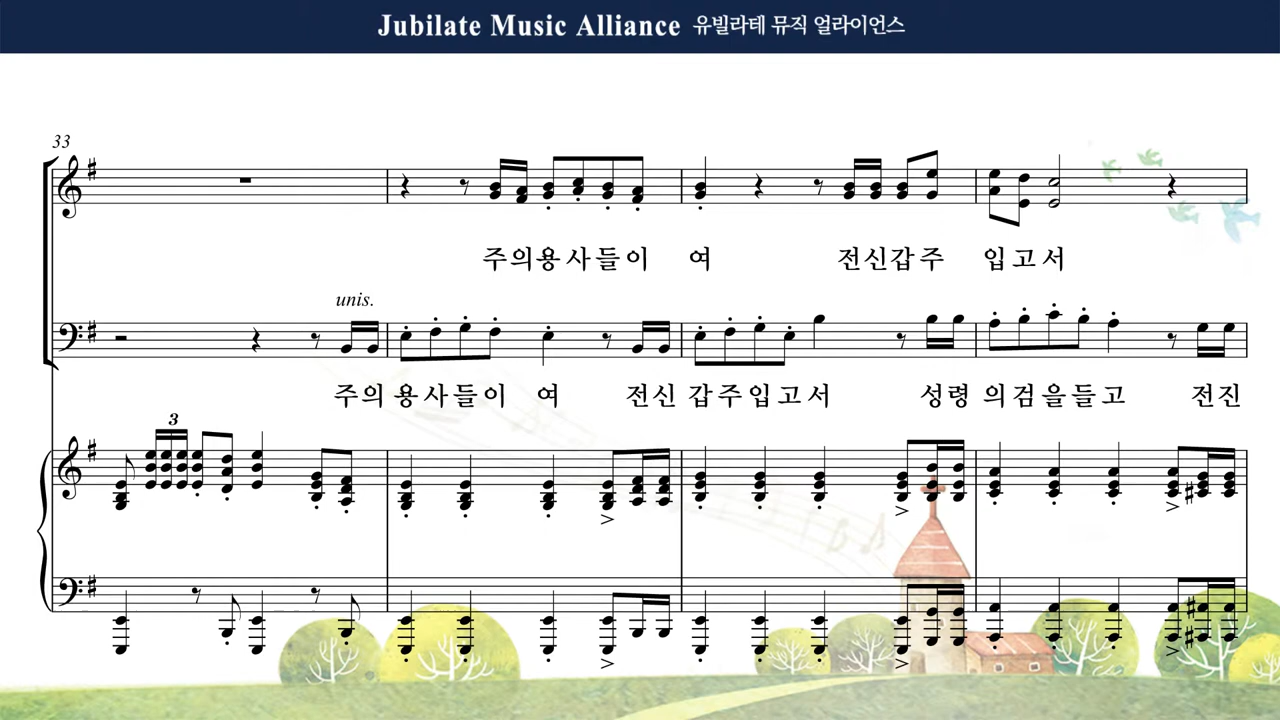 Jubilate Music Alliance 유빌라테 뮤직 얼라이언스
33
주의용사들이 여 전신갑주 입고서
unis.
주의 용사들이 여 전신 갑주입고서 성령 의검을들고 전진
3